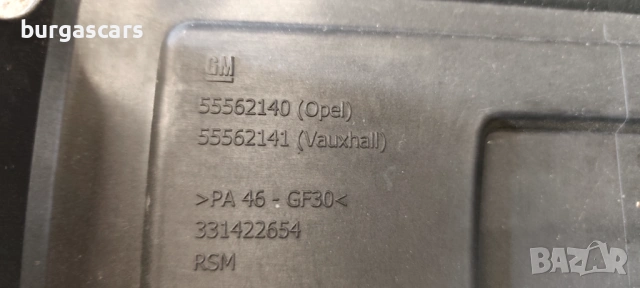 burgascars
GM
55562140 (Opel)
55562141 (Vauxhall)
>PA 46 - GF30<
331422654
RSM
BAZAR